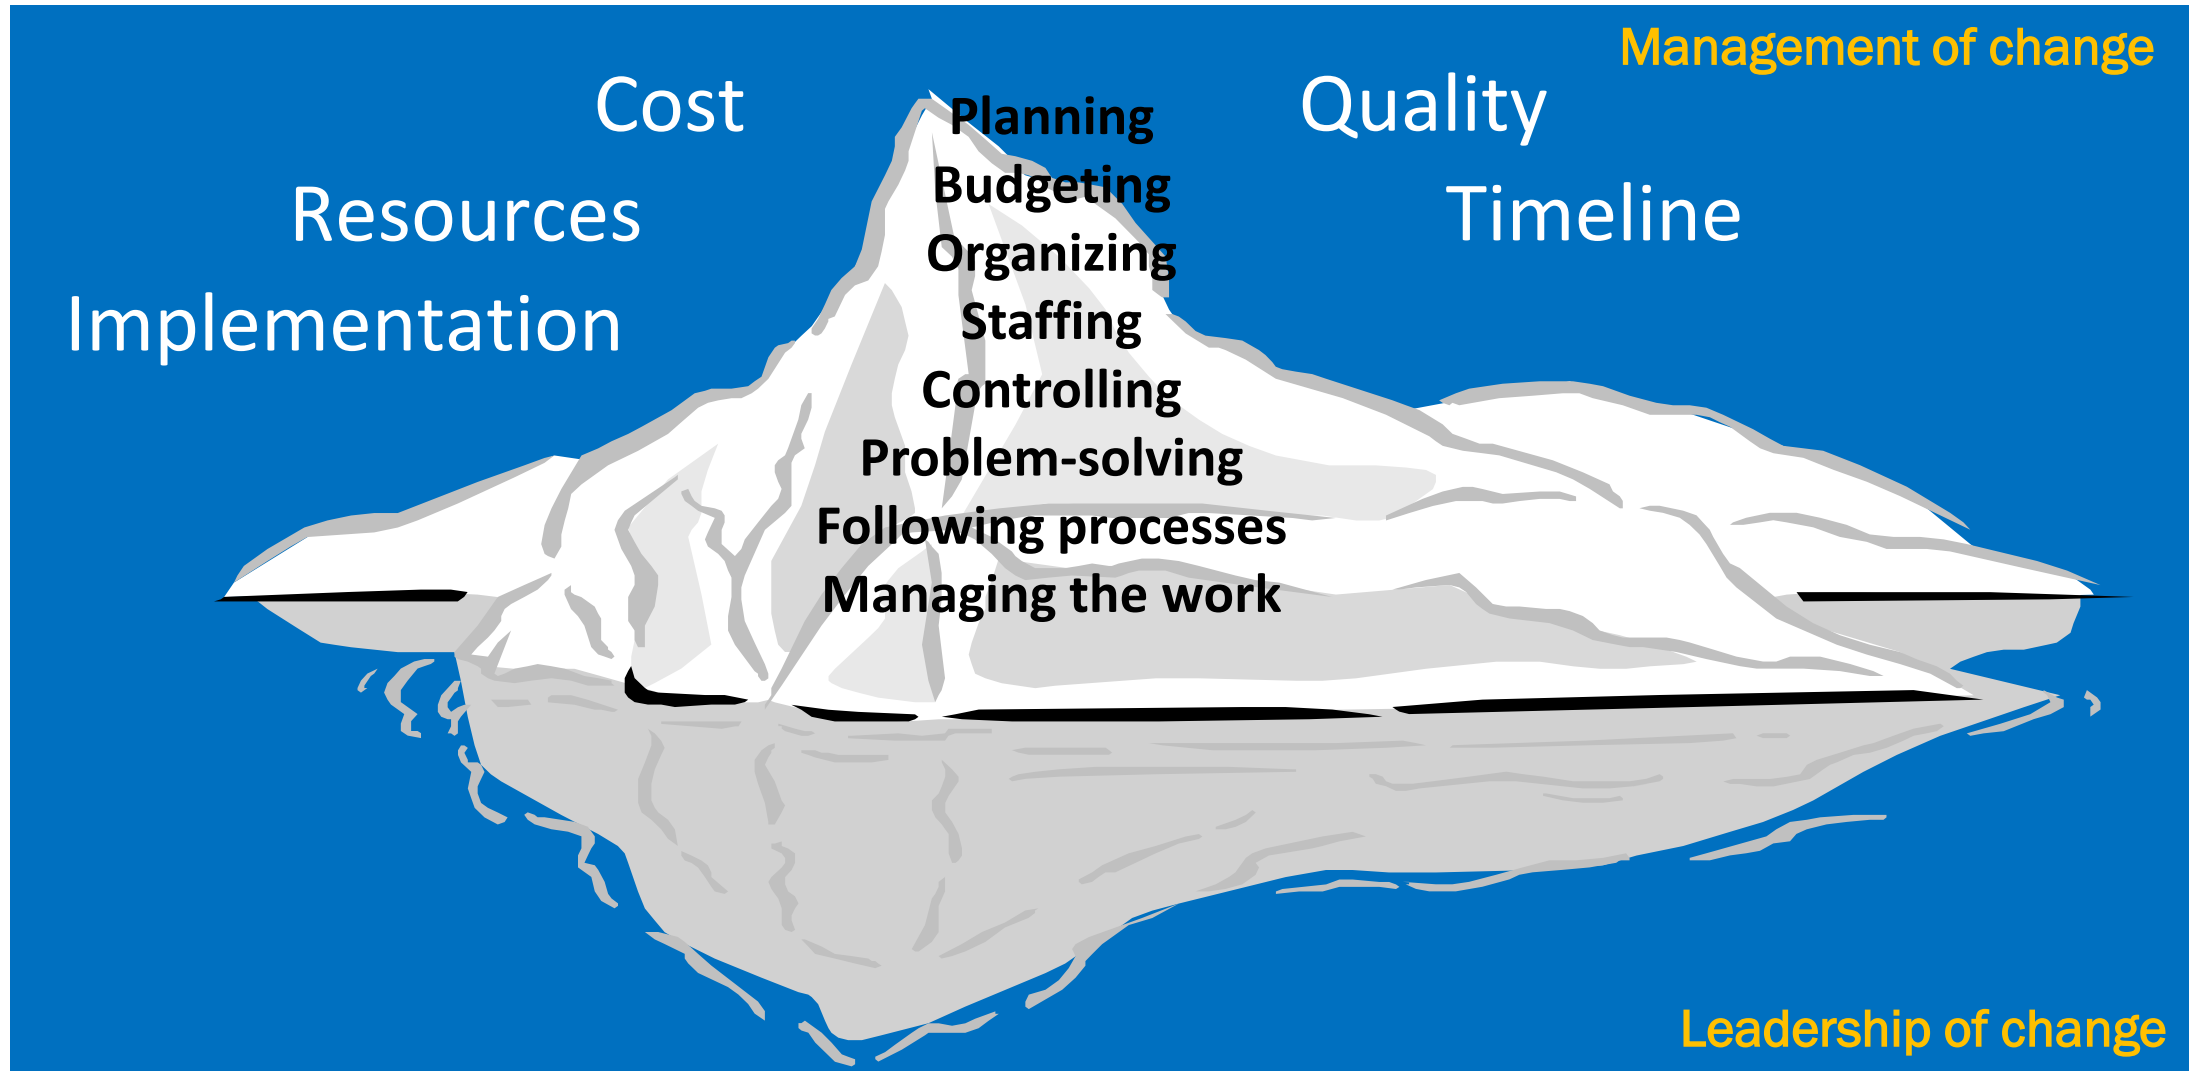 Management of change
Cost
Quality
Resources
Timeline
Implementation
Planning
Budgeting
Organizing
Staffing
Controlling
Problem-solving
Following processes
Managing the work
Leadership of change